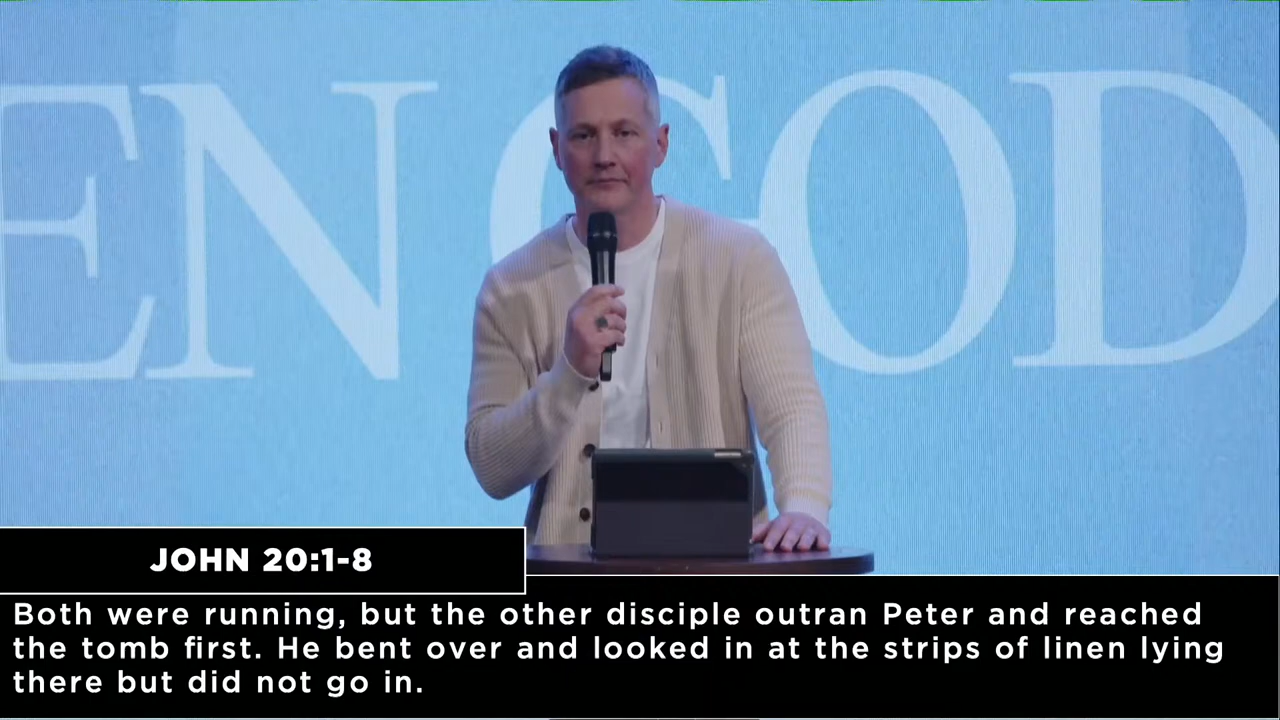 EN GOD
JOHN 20:1-8
Both were running, but the other disciple outran Peter and reached
the tomb first. He bent over and looked in at the strips of linen lying
there but did not go in.